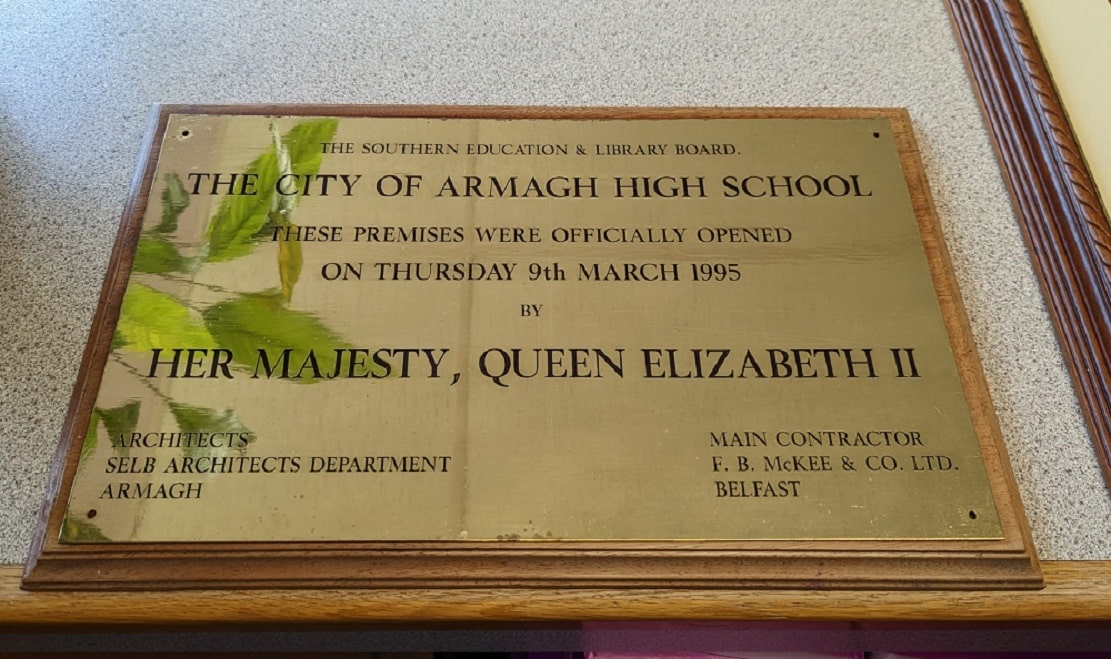 THE SOUTHERN EDUCATION & LIBRARY BOARD.
THE CITY OF ARMAGH HIGH SCHOOL
THESE PREMISES WERE OFFICIALLY OPENED
ON THURSDAY 9th MARCH 1995
BY
HER MAJESTY, QUEEN ELIZABETH II
ARCHITECTS
SELB ARCHITECTS DEPARTMENT
ARMAGH
MAIN CONTRACTOR
F. B. McKEE & CO. LTD.
BELFAST